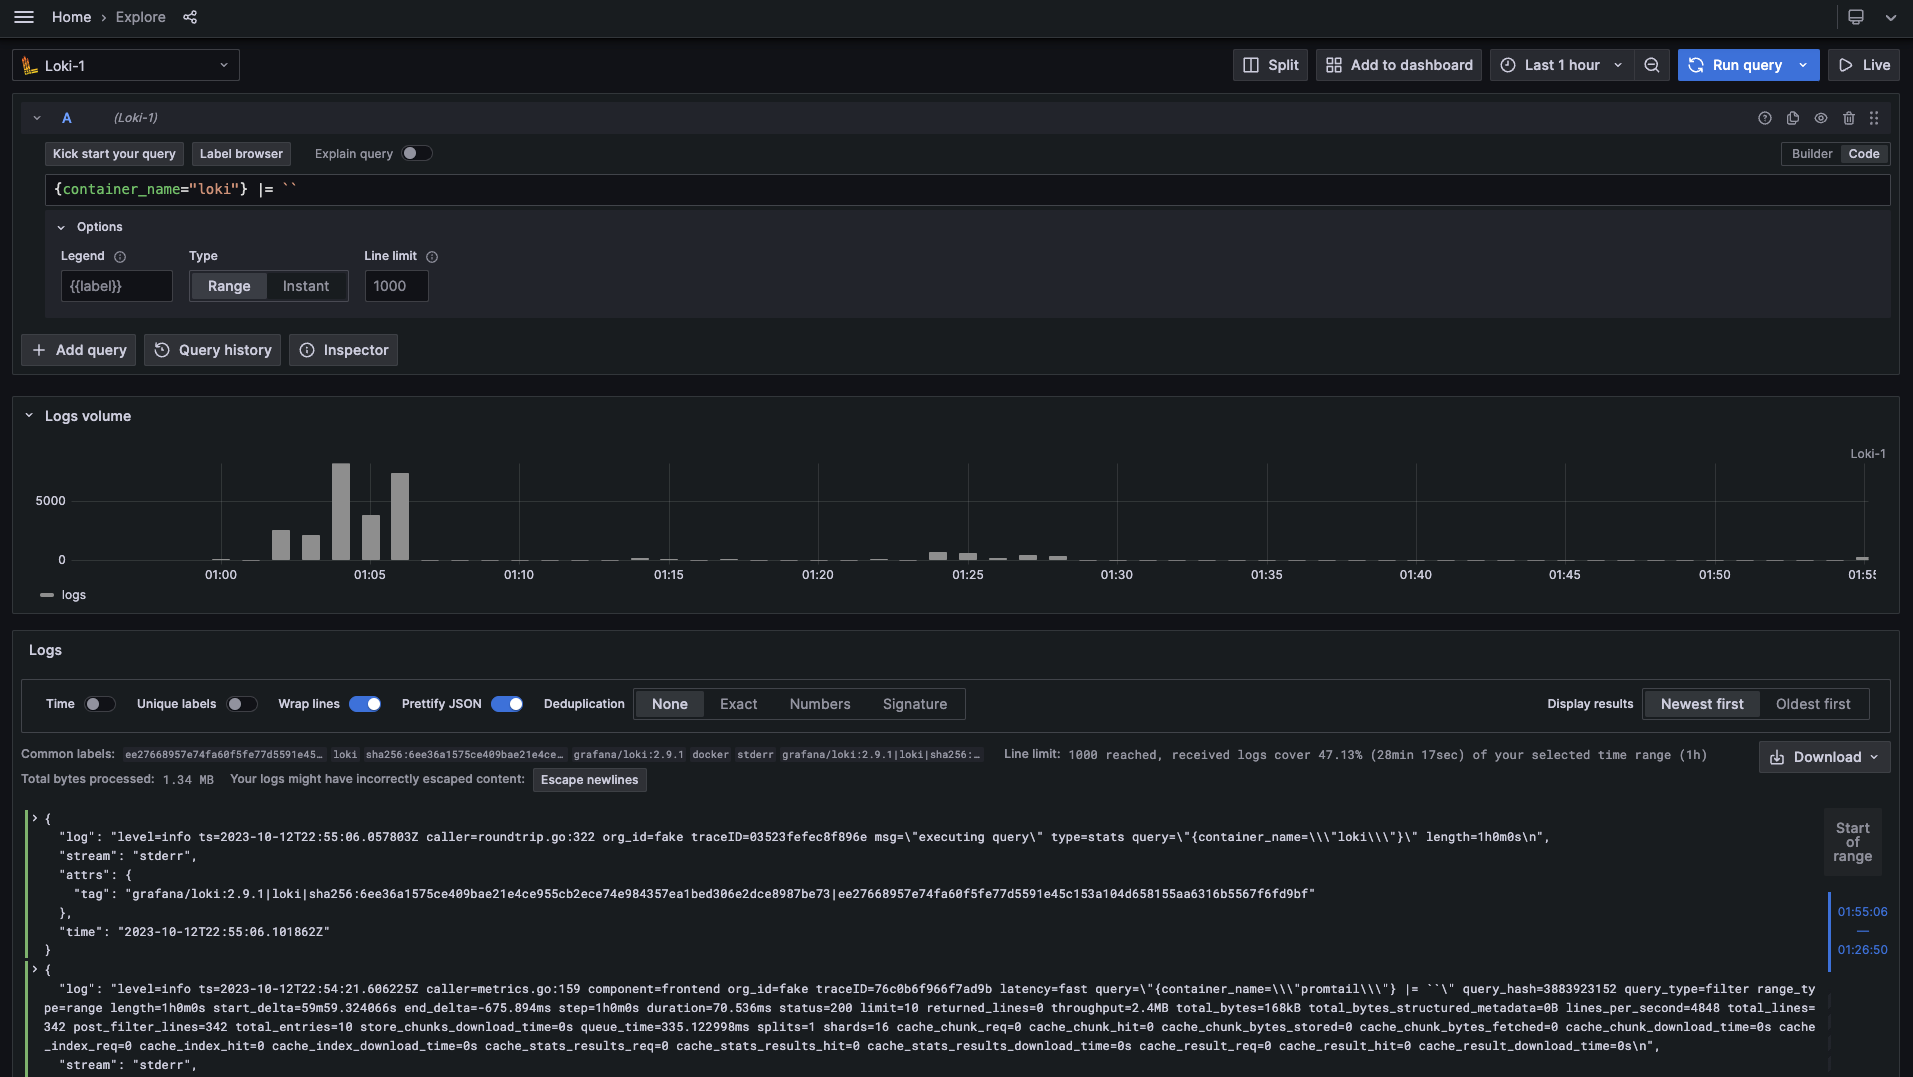 Home › Explore
Loki-1
Split
Add to dashboard
Last 1 hour
Run query
Live
A
(Loki-1)
Kick start your query
Label browser
Explain query
Builder
Code
{container_name="loki"} |= ``
Options
Legend
Type
Line limit
{{label}}
Range
Instant
1000
Add query
Query history
Inspector
Logs volume
Loki-1
5000
0
01:00 01:05 01:10 01:15 01:20 01:25 01:30 01:35 01:40 01:45 01:50 01:55
logs
Logs
Time
Unique labels
Wrap lines
Prettify JSON
Deduplication
None
Exact
Numbers
Signature
Display results
Newest first
Oldest first
Common labels: ee27668957e74fa60f5fe77d5591e45… loki sha256:6ee36a1575ce409bae21e4ce… grafana/loki:2.9.1 docker stderr grafana/loki:2.9.1|loki|sha256:…
Line limit: 1000 reached, received logs cover 47.13% (28min 17sec) of your selected time range (1h)
Download
Total bytes processed: 1.34 MB
Your logs might have incorrectly escaped content:
Escape newlines
{
"log": "level=info ts=2023-10-12T22:55:06.057803Z caller=roundtrip.go:322 org_id=fake traceID=03523fefec8f896e msg=\"executing query\" type=stats query=\"{container_name=\\\"loki\\\"}\" length=1h0m0s\n",
"stream": "stderr",
"attrs": {
"tag": "grafana/loki:2.9.1|loki|sha256:6ee36a1575ce409bae21e4ce955cb2ece74e984357ea1bed306e2dce8987be73|ee27668957e74fa60f5fe77d5591e45c153a104d658155aa6316b5567f6fd9bf"
},
"time": "2023-10-12T22:55:06.101862Z"
}
{
"log": "level=info ts=2023-10-12T22:54:21.606225Z caller=metrics.go:159 component=frontend org_id=fake traceID=76c0b6f966f7ad9b latency=fast query=\"{container_name=\\\"promtail\\\"} |= ``\" query_hash=3883923152 query_type=filter range_ty
pe=range length=1h0m0s start_delta=59m59.324066s end_delta=-675.894ms step=1h0m0s duration=70.536ms status=200 limit=10 returned_lines=0 throughput=2.4MB total_bytes=168kB total_bytes_structured_metadata=0B lines_per_second=4848 total_lines=
342 post_filter_lines=342 total_entries=10 store_chunks_download_time=0s queue_time=335.122998ms splits=1 shards=16 cache_chunk_req=0 cache_chunk_hit=0 cache_chunk_bytes_stored=0 cache_chunk_bytes_fetched=0 cache_chunk_download_time=0s cache
_index_req=0 cache_index_hit=0 cache_index_download_time=0s cache_stats_results_req=0 cache_stats_results_hit=0 cache_stats_results_download_time=0s cache_result_req=0 cache_result_hit=0 cache_result_download_time=0s\n",
"stream": "stderr",
Start
of
range
01:55:06
—
01:26:50